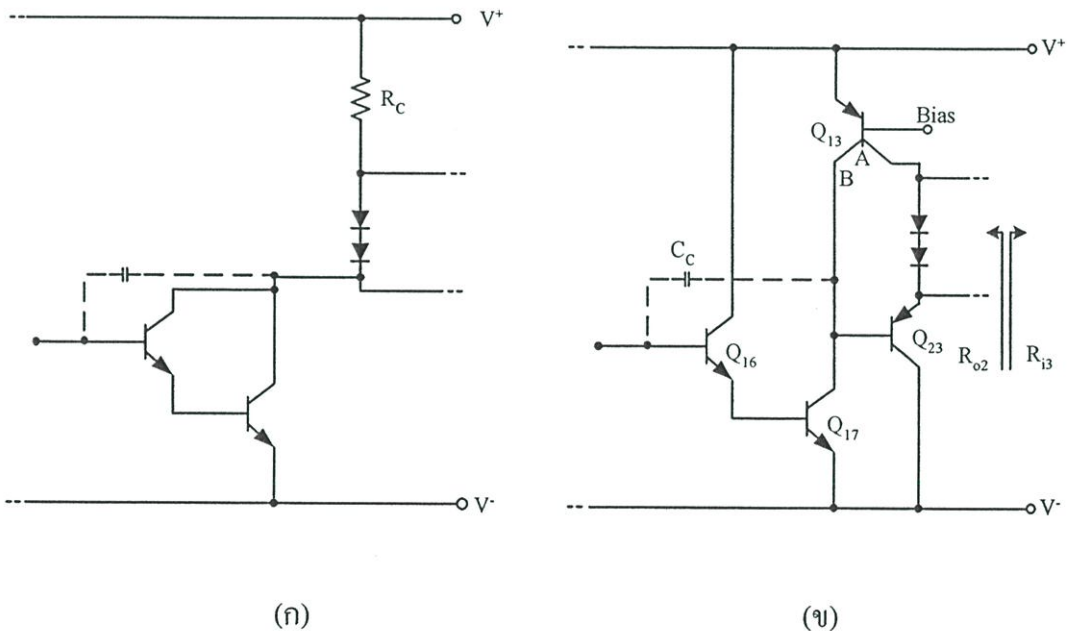 V⁺
R_C
V⁻
(ก)
V⁺
Bias
Q₁₃
A
B
C_C
Q₁₆
Q₂₃
R_o2
R_i3
Q₁₇
V⁻
(ข)